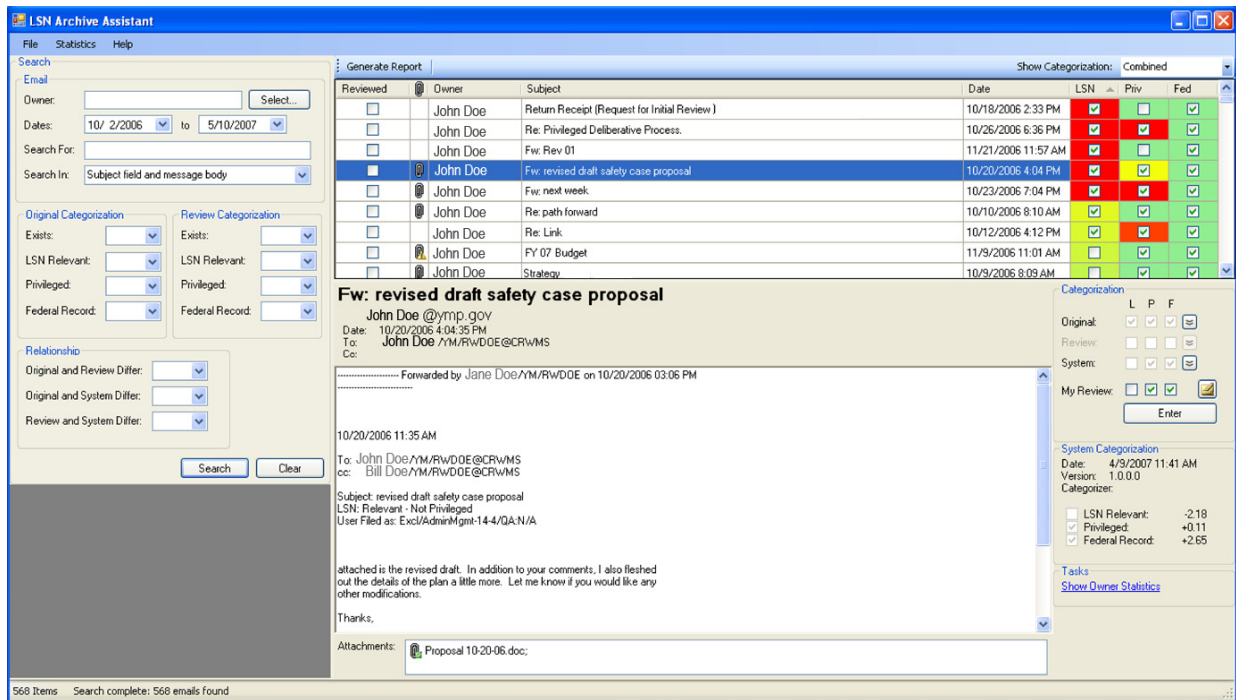 LSN Archive Assistant
File Statistics Help
Search
Email
Owner: Select...
Dates: 10/ 2/2006 to 5/10/2007
Search For:
Search In: Subject field and message body
Original Categorization
Exists:
LSN Relevant:
Privileged:
Federal Record:
Review Categorization
Exists:
LSN Relevant:
Privileged:
Federal Record:
Relationship
Original and Review Differ:
Original and System Differ:
Review and System Differ:
Search Clear
Generate Report Show Categorization: Combined
Reviewed Owner Subject Date LSN Priv Fed
John Doe Return Receipt (Request for Initial Review ) 10/18/2006 2:33 PM
John Doe Re: Privileged Deliberative Process. 10/26/2006 6:36 PM
John Doe Fw: Rev 01 11/21/2006 11:57 AM
John Doe Fw: revised draft safety case proposal 10/20/2006 4:04 PM
John Doe Fw: next week 10/23/2006 7:04 PM
John Doe Re: path forward 10/10/2006 8:10 AM
John Doe Re: Link 10/12/2006 4:12 PM
John Doe FY 07 Budget 11/9/2006 11:01 AM
John Doe Strategy 10/9/2006 8:09 AM
Fw: revised draft safety case proposal
John Doe @ymp.gov
Date: 10/20/2006 4:04:35 PM
To: John Doe /YM/RWDOE@CRWMS
Cc:
---------------------- Forwarded by Jane Doe/YM/RWDOE on 10/20/2006 03:06 PM
---------------------------
10/20/2006 11:35 AM
To: John Doe/YM/RWDOE@CRWMS
cc: Bill Doe/YM/RWDOE@CRWMS
Subject: revised draft safety case proposal
LSN: Relevant - Not Privileged
User Filed as: Excl/AdminMgmt-14-4/QA:N/A
attached is the revised draft. In addition to your comments, I also fleshed
out the details of the plan a little more. Let me know if you would like any
other modifications.
Thanks,
Attachments: Proposal 10-20-06.doc;
Categorization
L P F
Original:
Review:
System:
My Review:
Enter
System Categorization
Date: 4/9/2007 11:41 AM
Version: 1.0.0.0
Categorizer:
LSN Relevant: -2.18
Privileged: +0.11
Federal Record: +2.65
Tasks
Show Owner Statistics
568 Items Search complete: 568 emails found